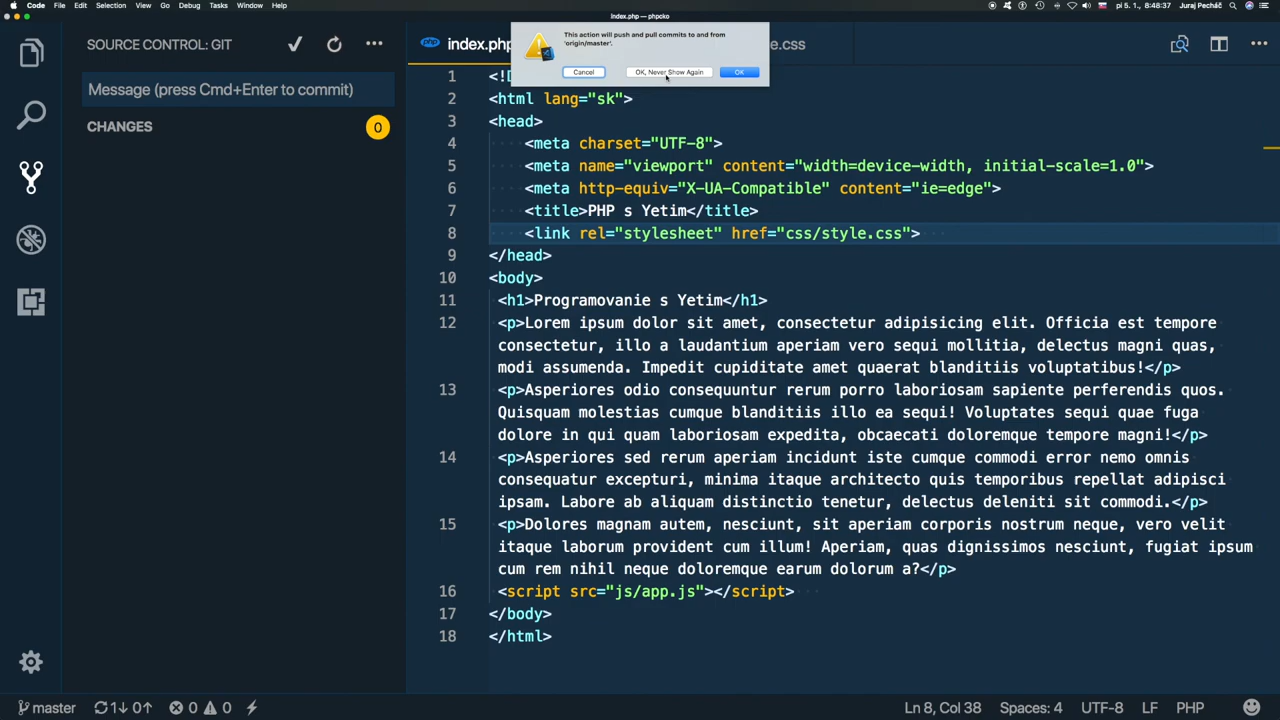 Code File Edit Selection View Go Debug Tasks Window Help
pi 5. 1., 8:48:37 Juraj Pecháč
index.php — phpcko
SOURCE CONTROL: GIT
Message (press Cmd+Enter to commit)
CHANGES 0
index.php
e.css
This action will push and pull commits to and from
'origin/master'.
Cancel OK, Never Show Again OK
1 <!D
2 <html lang="sk">
3 <head>
4 <meta charset="UTF-8">
5 <meta name="viewport" content="width=device-width, initial-scale=1.0">
6 <meta http-equiv="X-UA-Compatible" content="ie=edge">
7 <title>PHP s Yetim</title>
8 <link rel="stylesheet" href="css/style.css">
9 </head>
10 <body>
11 <h1>Programovanie s Yetim</h1>
12 <p>Lorem ipsum dolor sit amet, consectetur adipisicing elit. Officia est tempore
consectetur, illo a laudantium aperiam vero sequi mollitia, delectus magni quas,
modi assumenda. Impedit cupiditate amet quaerat blanditiis voluptatibus!</p>
13 <p>Asperiores odio consequuntur rerum porro laboriosam sapiente perferendis quos.
Quisquam molestias cumque blanditiis illo ea sequi! Voluptates sequi quae fuga
dolore in qui quam laboriosam expedita, obcaecati doloremque tempore magni!</p>
14 <p>Asperiores sed rerum aperiam incidunt iste cumque commodi error nemo omnis
consequatur excepturi, minima itaque architecto quis temporibus repellat adipisci
ipsam. Labore ab aliquam distinctio tenetur, delectus deleniti sit commodi.</p>
15 <p>Dolores magnam autem, nesciunt, sit aperiam corporis nostrum neque, vero velit
itaque laborum provident cum illum! Aperiam, quas dignissimos nesciunt, fugiat ipsum
cum rem nihil neque doloremque earum dolorum a?</p>
16 <script src="js/app.js"></script>
17 </body>
18 </html>
master 1↓ 0↑ 0 0
Ln 8, Col 38 Spaces: 4 UTF-8 LF PHP